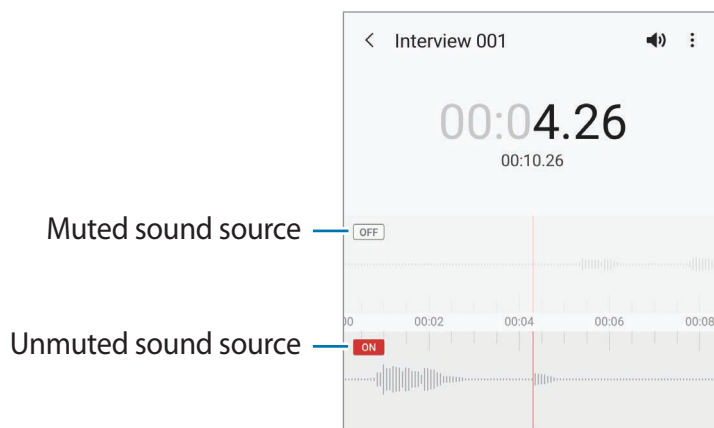 Interview 001
00:04.26
00:10.26
Muted sound source
OFF
00 00:02 00:04 00:06 00:08
Unmuted sound source
ON